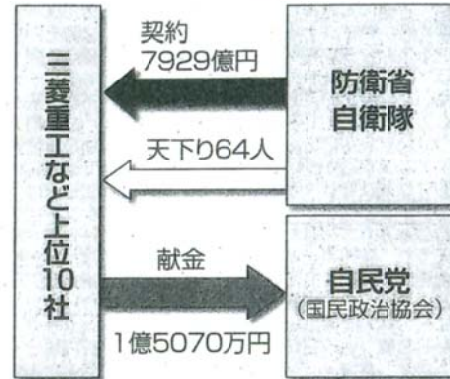 三菱重工など上位10社
契約
7929億円
天下り64人
献金
1億5070万円
防衛省
自衛隊
自民党
(国民政治協会)